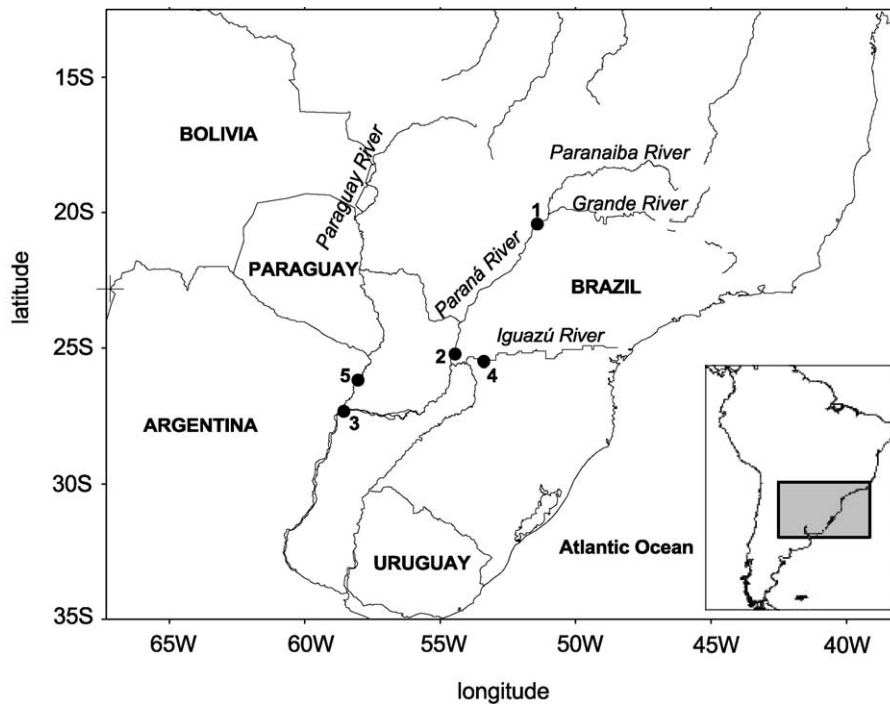 15S
BOLIVIA
Paraguay River
Paranaiba River
20S
Grande River
1
PARAGUAY
Paraná River
BRAZIL
latitude
25S
2
Iguazú River
4
5
3
ARGENTINA
30S
URUGUAY
Atlantic Ocean
35S
65W 60W 55W 50W 45W 40W
longitude